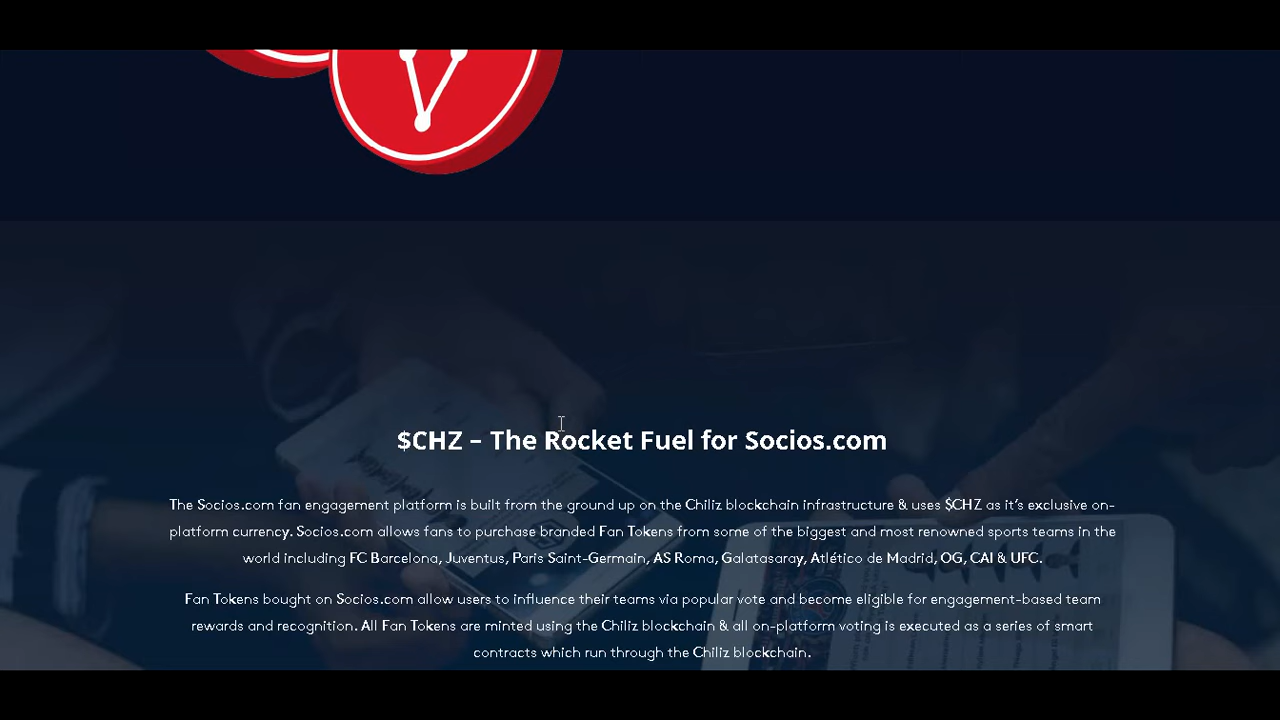 $CHZ – The Rocket Fuel for Socios.com
The Socios.com fan engagement platform is built from the ground up on the Chiliz blockchain infrastructure & uses $CHZ as it’s exclusive on-
platform currency. Socios.com allows fans to purchase branded Fan Tokens from some of the biggest and most renowned sports teams in the
world including FC Barcelona, Juventus, Paris Saint-Germain, AS Roma, Galatasaray, Atlético de Madrid, OG, CAI & UFC.
Fan Tokens bought on Socios.com allow users to influence their teams via popular vote and become eligible for engagement-based team
rewards and recognition. All Fan Tokens are minted using the Chiliz blockchain & all on-platform voting is executed as a series of smart
contracts which run through the Chiliz blockchain.